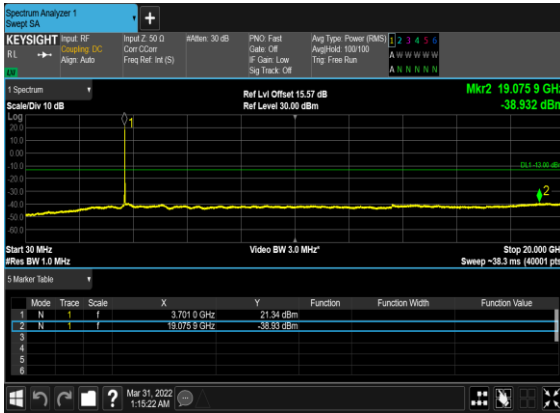 Spectrum Analyzer 1
Swept SA
+
KEYSIGHT Input: RF Input Z: 50 Ω #Atten: 30 dB PNO: Fast Avg Type: Power (RMS) 1 2 3 4 5 6
RL Coupling: DC Corr CCorr Gate: Off Avg|Hold: 100/100 A W W W W W
Align: Auto Freq Ref: Int (S) IF Gain: Low Trig: Free Run
Sig Track: Off A N N N N N
1 Spectrum Ref Lvl Offset 15.57 dB Mkr2 19.075 9 GHz
Scale/Div 10 dB Ref Level 30.00 dBm -38.932 dBm
Log
1
20.0
10.0
0.00
-10.0
DL1 -13.00 dBm
-20.0
-30.0
2
-40.0
-50.0
-60.0
Start 30 MHz Video BW 3.0 MHz* Stop 20.000 GHz
#Res BW 1.0 MHz Sweep ~38.3 ms (40001 pts)
5 Marker Table
Mode Trace Scale X Y Function Function Width Function Value
1 N 1 f 3.701 0 GHz 21.34 dBm
2 N 1 f 19.075 9 GHz -38.93 dBm
3
4
5
6
? Mar 31, 2022
1:15:22 AM